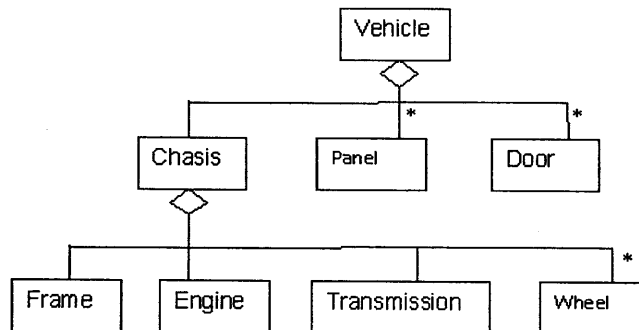 Vehicle
*
*
Chasis
Panel
Door
*
Frame
Engine
Transmission
Wheel